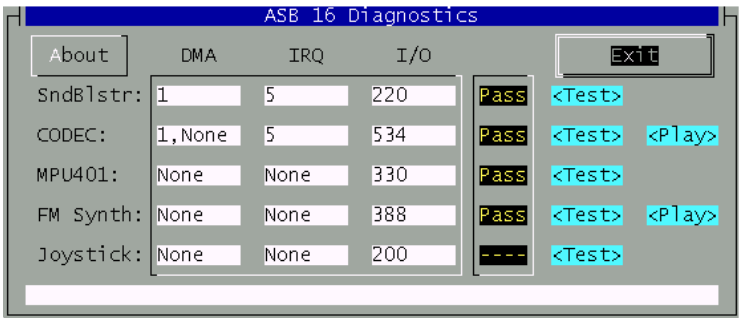 ASB 16 Diagnostics
About DMA IRQ I/O Exit
SndBlstr: 1 5 220 Pass <Test>
CODEC: 1,None 5 534 Pass <Test> <Play>
MPU401: None None 330 Pass <Test>
FM Synth: None None 388 Pass <Test> <Play>
Joystick: None None 200 ---- <Test>